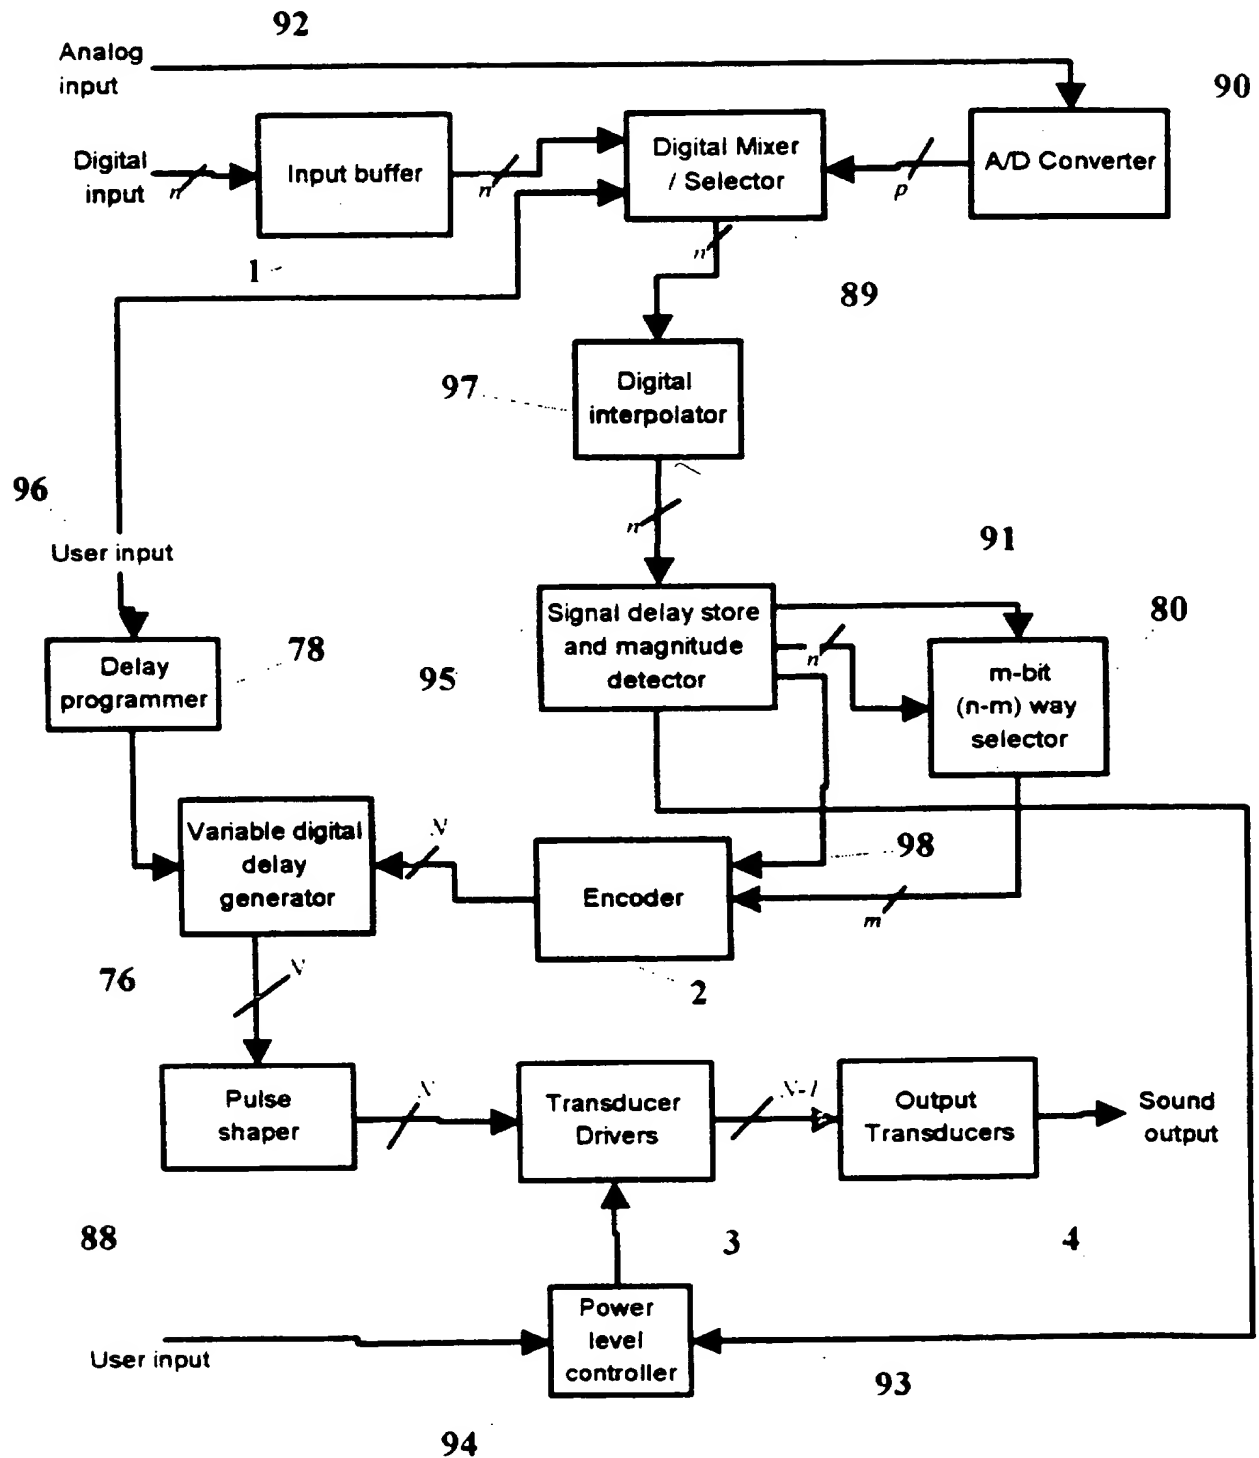 92
Analog
input
90
Digital
input
n
Input buffer
n
Digital Mixer
/ Selector
p
A/D Converter
1
n
89
97
Digital
interpolator
96
n
User input
91
80
Signal delay store
and magnitude
detector
n
m-bit
(n-m) way
selector
Delay
programmer
78
95
Variable digital
delay
generator
N
Encoder
98
m
76
N
2
Pulse
shaper
N
Transducer
Drivers
N-1
Output
Transducers
Sound
output
88
3
4
User input
Power
level
controller
93
94